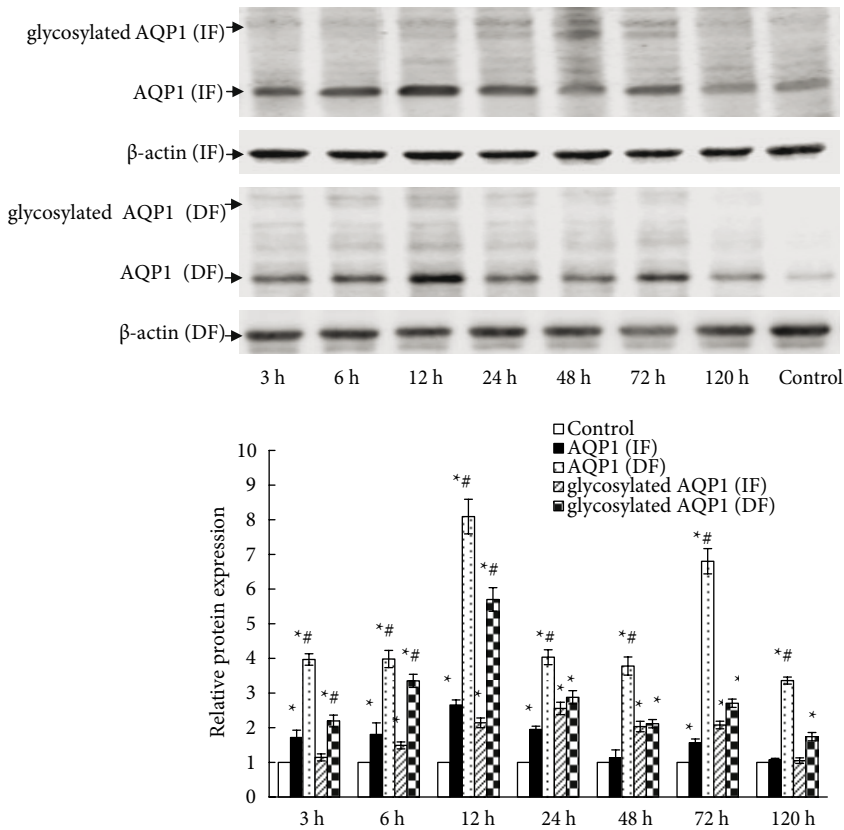 glycosylated AQP1 (IF)
AQP1 (IF)
β-actin (IF)
glycosylated AQP1 (DF)
AQP1 (DF)
β-actin (DF)
3 h 6 h 12 h 24 h 48 h 72 h 120 h Control
Control
AQP1 (IF)
AQP1 (DF)
glycosylated AQP1 (IF)
glycosylated AQP1 (DF)
Relative protein expression
10
9
8
7
6
5
4
3
2
1
0
* *# * *#
* *# * *#
* *# * *#
* *# * *
*# * *
* *# * *
*# *
3 h 6 h 12 h 24 h 48 h 72 h 120 h